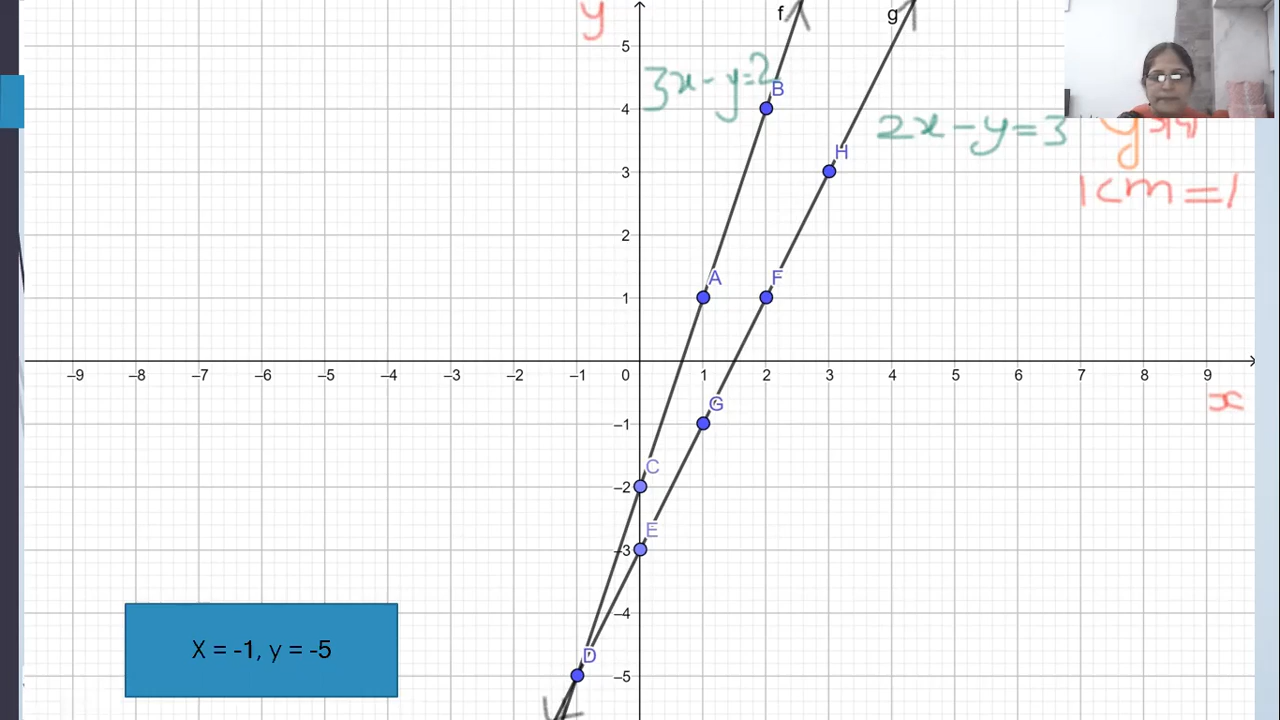 y
f
g
5
3x-y=2
B
4
2x-y=3
y
H
1cm=1
3
2
A
F
1
-9 -8 -7 -6 -5 -4 -3 -2 -1 0 1 2 3 4 5 6 7 8 9
x
G
-1
C
-2
E
-3
-4
X = -1, y = -5
D
-5